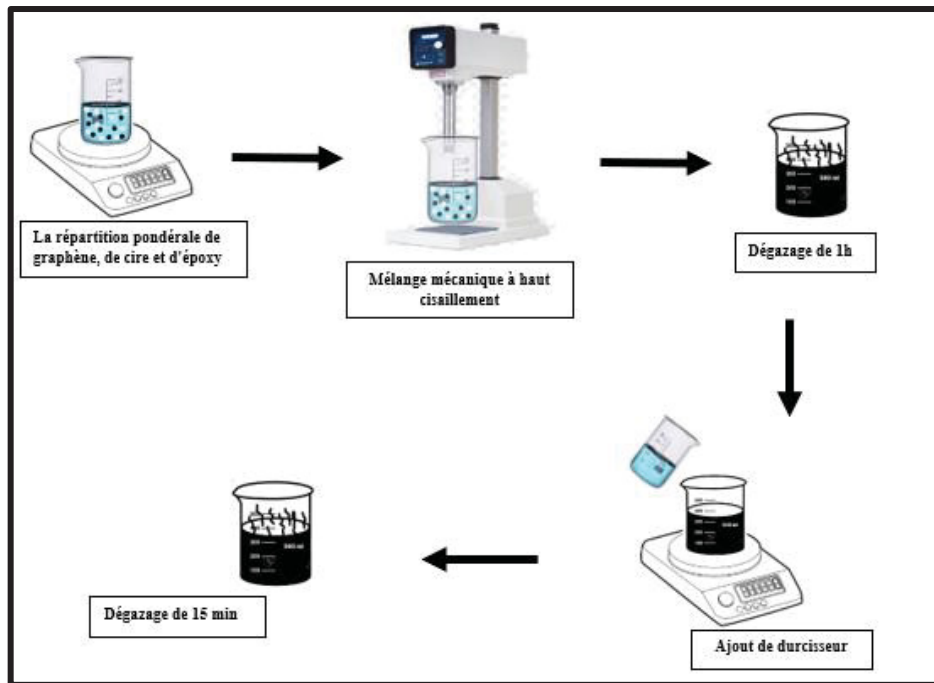 La répartition pondérale de
graphène, de cire et d'époxy
Mélange mécanique à haut
cisaillement
Dégazage de 1h
Ajout de durcisseur
Dégazage de 15 min